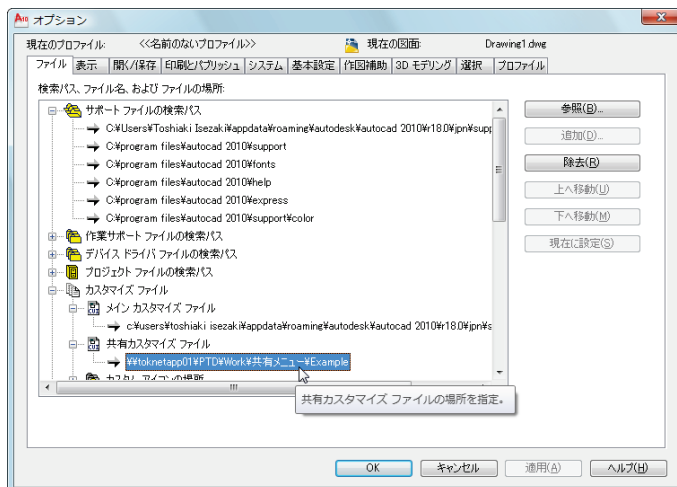 オプション
現在のプロファイル: <<名前のないプロファイル>> 現在の図面: Drawing1.dwg
ファイル 表示 開く/保存 印刷とパブリッシュ システム 基本設定 作図補助 3D モデリング 選択 プロファイル
検索パス、ファイル名、および ファイルの場所:
サポート ファイルの検索パス
C:¥Users¥Toshiaki Isezaki¥appdata¥roaming¥autodesk¥autocad 2010¥r18.0¥jpn¥supp
C:¥program files¥autocad 2010¥support
C:¥program files¥autocad 2010¥fonts
C:¥program files¥autocad 2010¥help
C:¥program files¥autocad 2010¥express
C:¥program files¥autocad 2010¥support¥color
作業サポート ファイルの検索パス
デバイス ドライバ ファイルの検索パス
プロジェクト ファイルの検索パス
カスタマイズ ファイル
メイン カスタマイズ ファイル
c:¥users¥toshiaki isezaki¥appdata¥roaming¥autodesk¥autocad 2010¥r18.0¥jpn¥s
共有カスタマイズ ファイル
¥¥toknetapp01¥PTD¥Work¥共有メニュー¥Example
共有カスタマイズ ファイルの場所を指定。
参照(B)...
追加(D)...
除去(R)
上へ移動(U)
下へ移動(M)
現在に設定(S)
OK キャンセル 適用(A) ヘルプ(H)